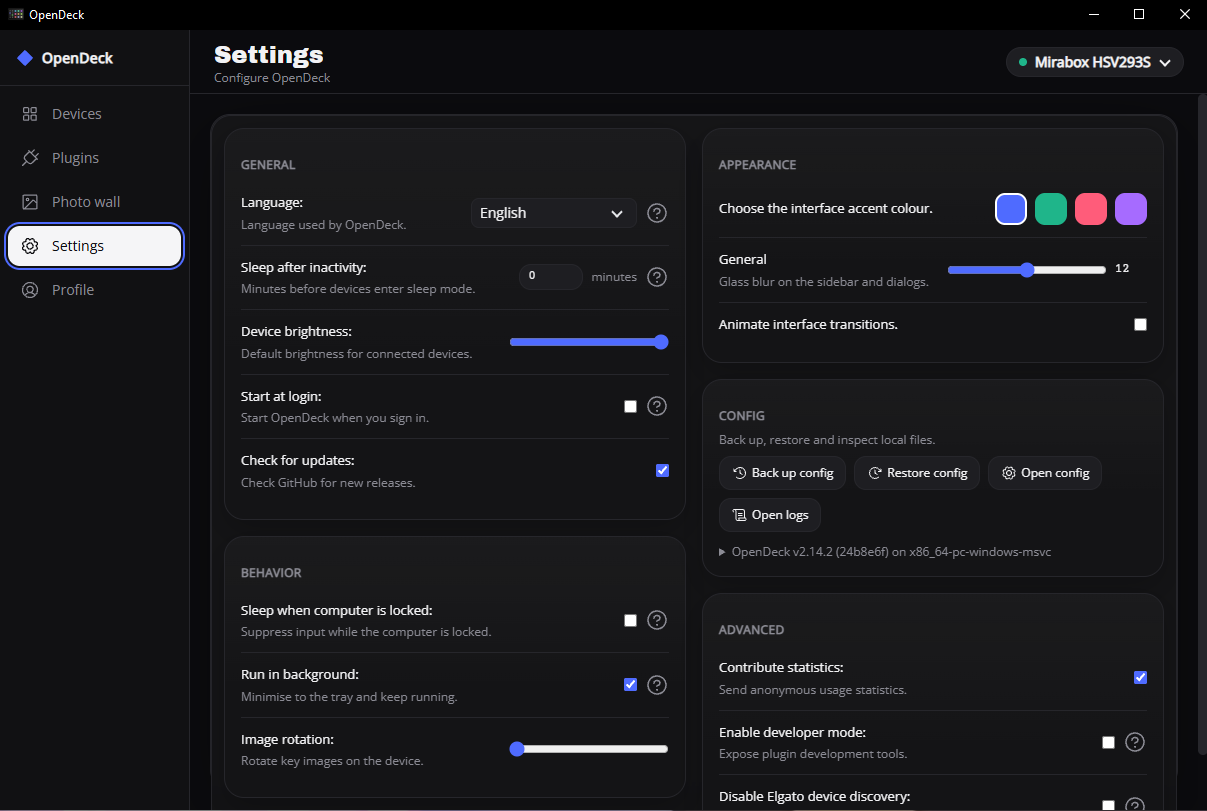 OpenDeck
OpenDeck
Devices
Plugins
Photo wall
Settings
Profile
Settings
Configure OpenDeck
Mirabox HSV293S
GENERAL
Language:
Language used by OpenDeck.
English
Sleep after inactivity:
Minutes before devices enter sleep mode.
0
minutes
Device brightness:
Default brightness for connected devices.
Start at login:
Start OpenDeck when you sign in.
Check for updates:
Check GitHub for new releases.
BEHAVIOR
Sleep when computer is locked:
Suppress input while the computer is locked.
Run in background:
Minimise to the tray and keep running.
Image rotation:
Rotate key images on the device.
APPEARANCE
Choose the interface accent colour.
General
Glass blur on the sidebar and dialogs.
12
Animate interface transitions.
CONFIG
Back up, restore and inspect local files.
Back up config
Restore config
Open config
Open logs
OpenDeck v2.14.2 (24b8e6f) on x86_64-pc-windows-msvc
ADVANCED
Contribute statistics:
Send anonymous usage statistics.
Enable developer mode:
Expose plugin development tools.
Disable Elgato device discovery: